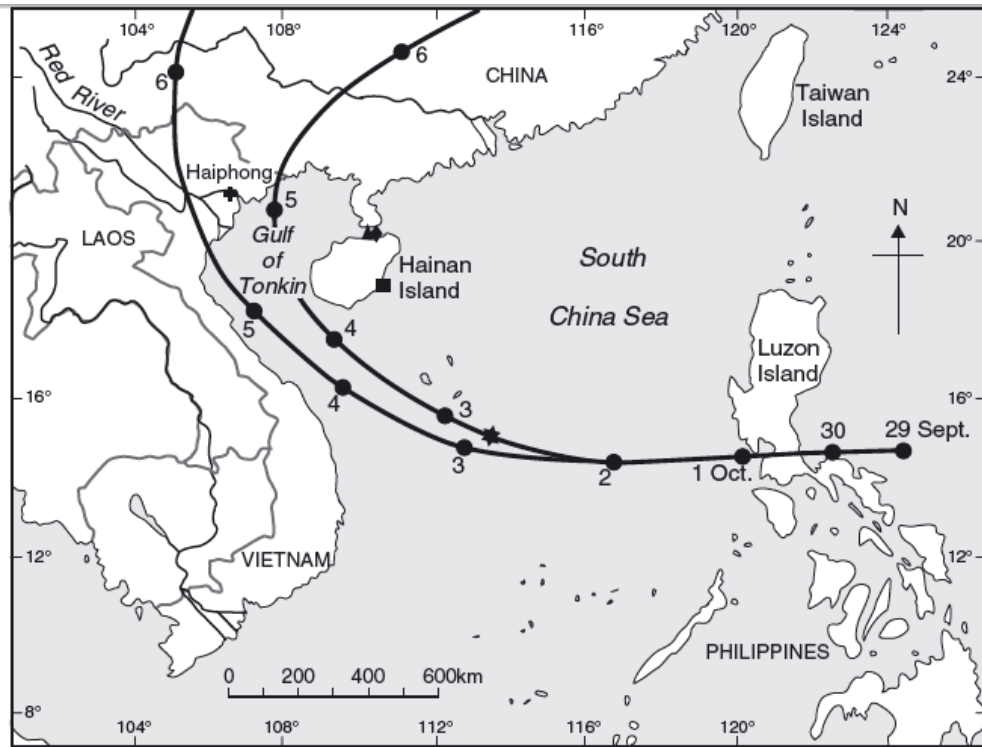 104° 108° 116° 120° 124°
6
6
CHINA
24°
Red River
Taiwan
Island
Haiphong
5
N
LAOS
Gulf
of
Tonkin
20°
Hainan
Island
South
China Sea
5
4
Luzon
Island
16°
4
3
16°
3
2
1 Oct.
30
29 Sept.
12°
VIETNAM
12°
PHILIPPINES
0 200 400 600km
8°
8°
104° 108° 112° 116° 120°